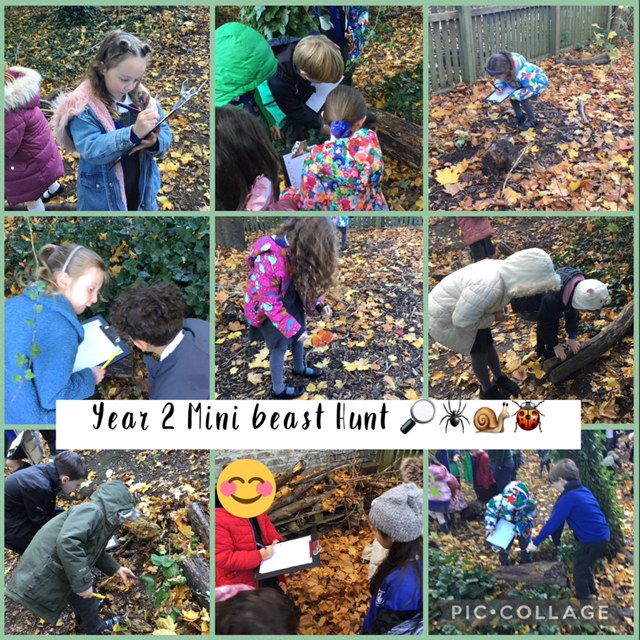 Year 2 Mini beast Hunt 🔎🕷🐌🐞
PIC•COLLAGE